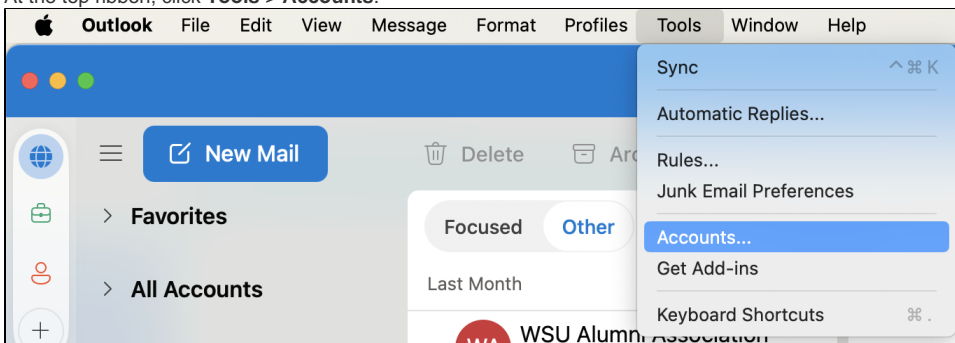 At the top ribbon, click Tools > Accounts.
Outlook File Edit View Message Format Profiles Tools Window Help
Sync ^⌘K
Automatic Replies...
New Mail Delete
Rules...
Junk Email Preferences
Favorites
Focused Other
Accounts...
Get Add-ins
All Accounts
Last Month
Keyboard Shortcuts ⌘.
WSU Alumni Association